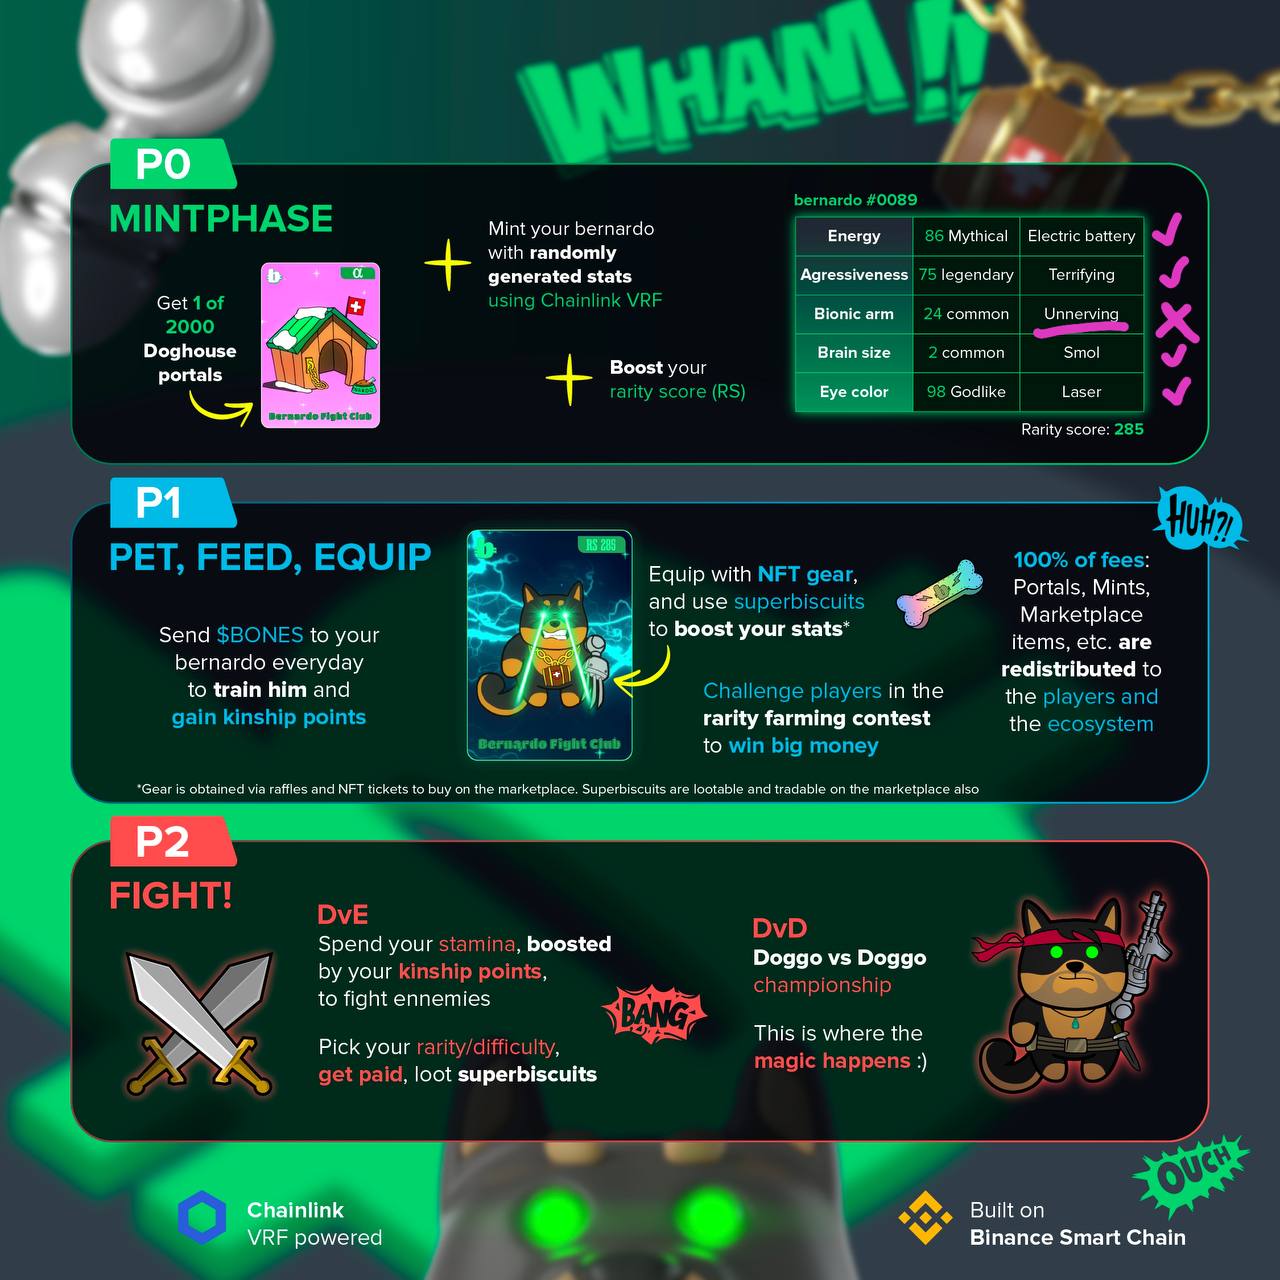 WHAM!!
P0
MINTPHASE
Get 1 of
2000
Doghouse
portals
α
NARDO
Bernardo Fight Club
Mint your bernardo
with randomly
generated stats
using Chainlink VRF
Boost your
rarity score (RS)
bernardo #0089
Energy 86 Mythical Electric battery
Agressiveness 75 legendary Terrifying
Bionic arm 24 common Unnerving
Brain size 2 common Smol
Eye color 98 Godlike Laser
Rarity score: 285
P1
PET, FEED, EQUIP
HUH?!
Send $BONES to your
bernardo everyday
to train him and
gain kinship points
b
RS 285
Bernardo Fight Club
Equip with NFT gear,
and use superbiscuits
to boost your stats*
Challenge players in the
rarity farming contest
to win big money
100% of fees:
Portals, Mints,
Marketplace
items, etc. are
redistributed to
the players and
the ecosystem
*Gear is obtained via raffles and NFT tickets to buy on the marketplace. Superbiscuits are lootable and tradable on the marketplace also
P2
FIGHT!
DvE
Spend your stamina, boosted
by your kinship points,
to fight ennemies
Pick your rarity/difficulty,
get paid, loot superbiscuits
BANG
DvD
Doggo vs Doggo
championship
This is where the
magic happens :)
OUCH
Chainlink
VRF powered
Built on
Binance Smart Chain